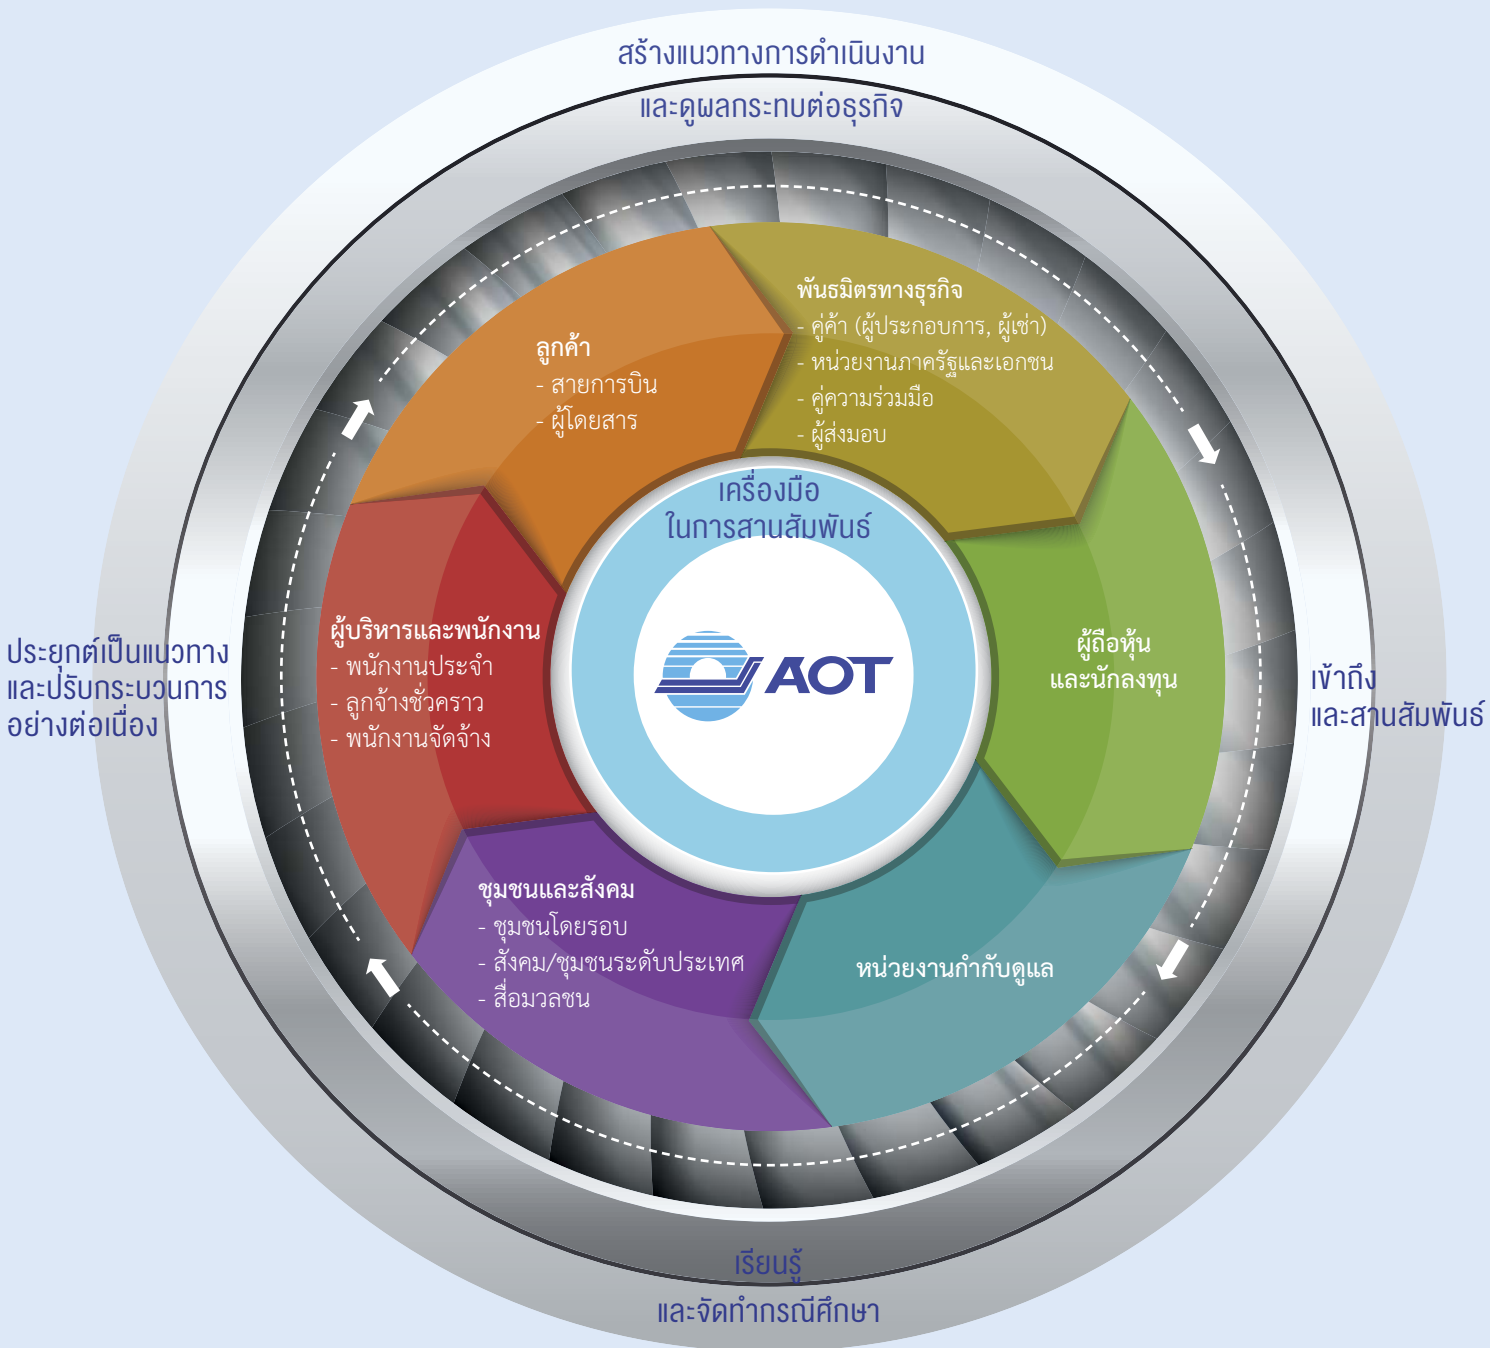 สร้างแนวทางการดำเนินงาน
และดูผลกระทบต่อธุรกิจ
พันธมิตรทางธุรกิจ
- คู่ค้า (ผู้ประกอบการ, ผู้เช่า)
- หน่วยงานภาครัฐและเอกชน
- คู่ความร่วมมือ
- ผู้ส่งมอบ
ลูกค้า
- สายการบิน
- ผู้โดยสาร
เครื่องมือ
ในการสานสัมพันธ์
AOT
ผู้ถือหุ้น
และนักลงทุน
เข้าถึง
และสานสัมพันธ์
ผู้บริหารและพนักงาน
- พนักงานประจำ
- ลูกจ้างชั่วคราว
- พนักงานจัดจ้าง
ประยุกต์เป็นแนวทาง
และปรับกระบวนการ
อย่างต่อเนื่อง
ชุมชนและสังคม
- ชุมชนโดยรอบ
- สังคม/ชุมชนระดับประเทศ
- สื่อมวลชน
หน่วยงานกำกับดูแล
เรียนรู้
และจัดทำกรณีศึกษา